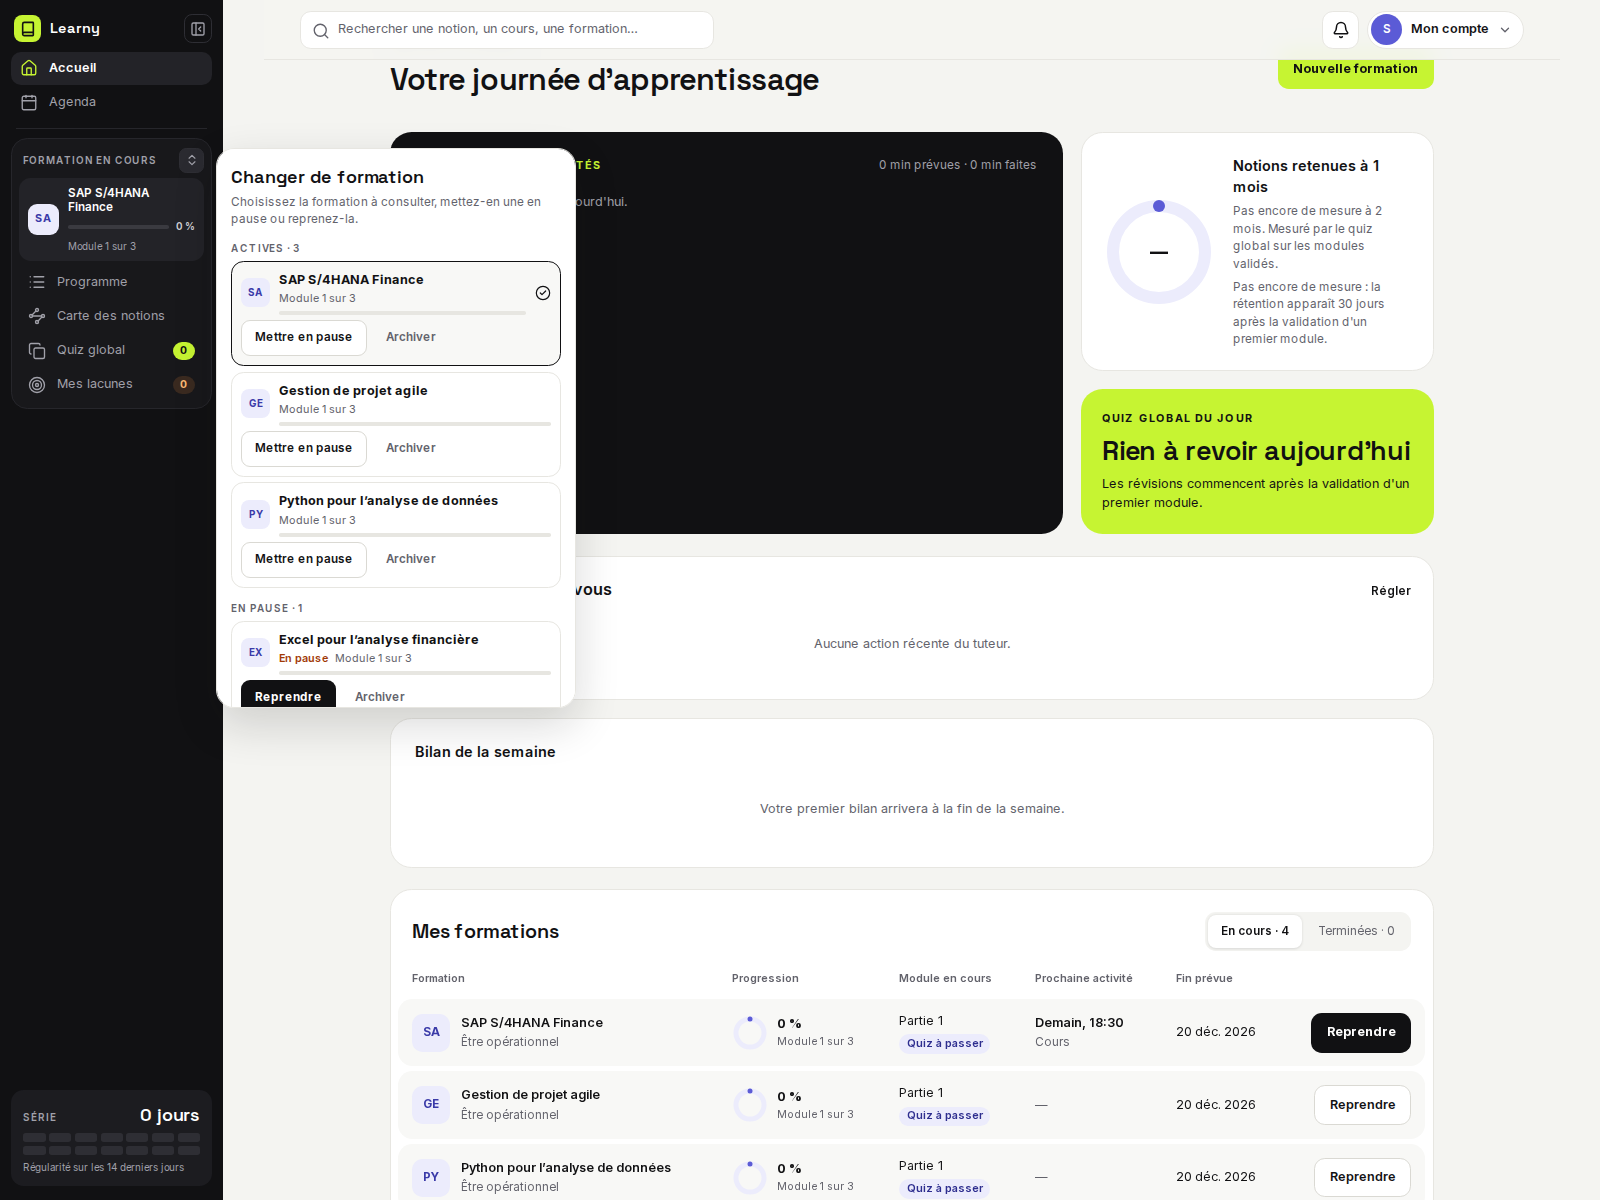 Learny
Rechercher une notion, un cours, une formation...
S
Mon compte
Accueil
Agenda
FORMATION EN COURS
SA
SAP S/4HANA Finance
0 %
Module 1 sur 3
Programme
Carte des notions
Quiz global
0
Mes lacunes
0
SÉRIE
0 jours
Régularité sur les 14 derniers jours
Votre journée d'apprentissage
Nouvelle formation
Changer de formation
Choisissez la formation à consulter, mettez-en une en
pause ou reprenez-la.
ACTIVES · 3
SA
SAP S/4HANA Finance
Module 1 sur 3
Mettre en pause
Archiver
GE
Gestion de projet agile
Module 1 sur 3
Mettre en pause
Archiver
PY
Python pour l'analyse de données
Module 1 sur 3
Mettre en pause
Archiver
EN PAUSE · 1
EX
Excel pour l'analyse financière
En pause Module 1 sur 3
Reprendre
Archiver
TÉS
0 min prévues · 0 min faites
ourd'hui.
—
Notions retenues à 1
mois
Pas encore de mesure à 2
mois. Mesuré par le quiz
global sur les modules
validés.
Pas encore de mesure : la
rétention apparaît 30 jours
après la validation d'un
premier module.
QUIZ GLOBAL DU JOUR
Rien à revoir aujourd'hui
Les révisions commencent après la validation d'un
premier module.
vous
Régler
Aucune action récente du tuteur.
Bilan de la semaine
Votre premier bilan arrivera à la fin de la semaine.
Mes formations
En cours · 4
Terminées · 0
Formation
Progression
Module en cours
Prochaine activité
Fin prévue
SA
SAP S/4HANA Finance
Être opérationnel
0 %
Module 1 sur 3
Partie 1
Quiz à passer
Demain, 18:30
Cours
20 déc. 2026
Reprendre
GE
Gestion de projet agile
Être opérationnel
0 %
Module 1 sur 3
Partie 1
Quiz à passer
—
20 déc. 2026
Reprendre
PY
Python pour l'analyse de données
Être opérationnel
0 %
Module 1 sur 3
Partie 1
Quiz à passer
—
20 déc. 2026
Reprendre